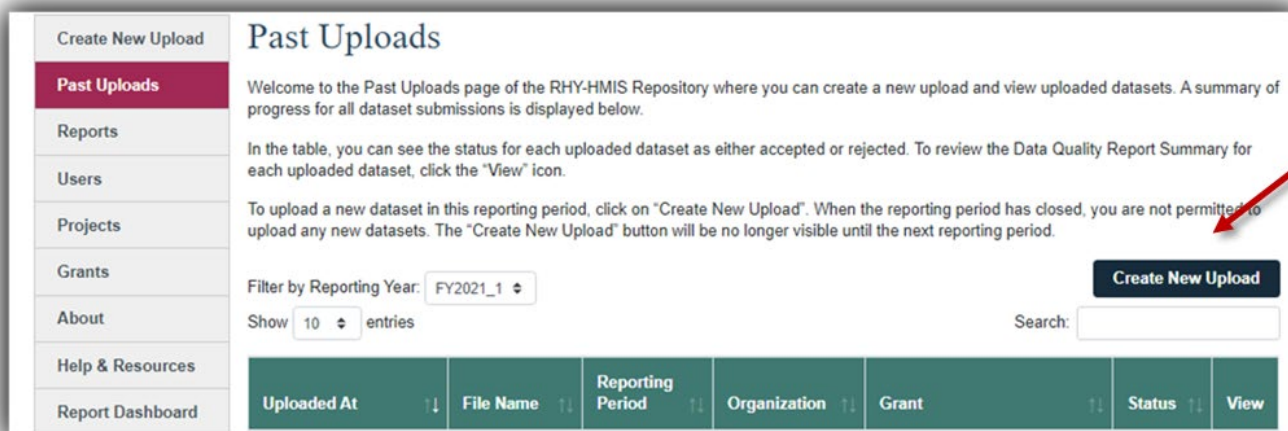 Create New Upload
Past Uploads
Reports
Users
Projects
Grants
About
Help & Resources
Report Dashboard
Past Uploads
Welcome to the Past Uploads page of the RHY-HMIS Repository where you can create a new upload and view uploaded datasets. A summary of
progress for all dataset submissions is displayed below.
In the table, you can see the status for each uploaded dataset as either accepted or rejected. To review the Data Quality Report Summary for
each uploaded dataset, click the “View” icon.
To upload a new dataset in this reporting period, click on “Create New Upload”. When the reporting period has closed, you are not permitted to
upload any new datasets. The “Create New Upload” button will be no longer visible until the next reporting period.
Create New Upload
Filter by Reporting Year: FY2021_1
Show 10 entries
Search:
Uploaded At
File Name
Reporting
Period
Organization
Grant
Status
View